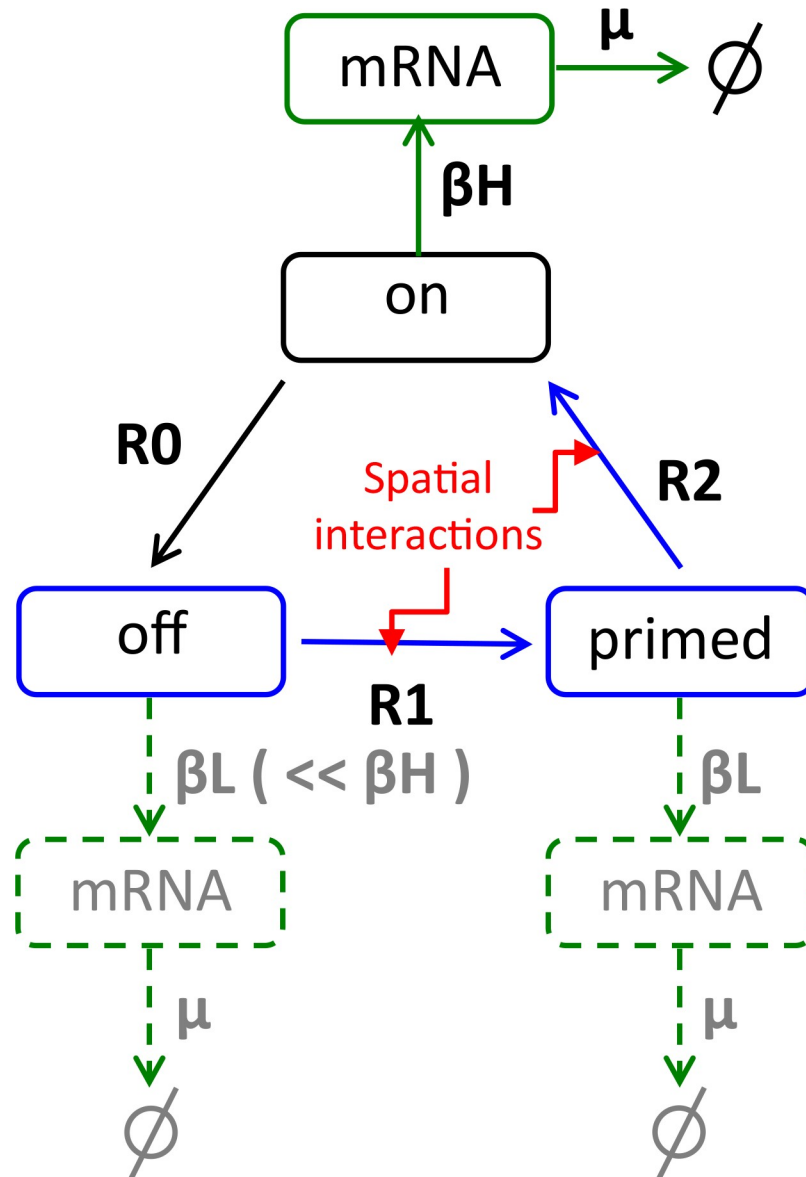 mRNA
μ
∅
βH
on
R0
Spatial
interactions
R2
off
primed
R1
βL ( << βH )
βL
mRNA
mRNA
μ
μ
∅
∅